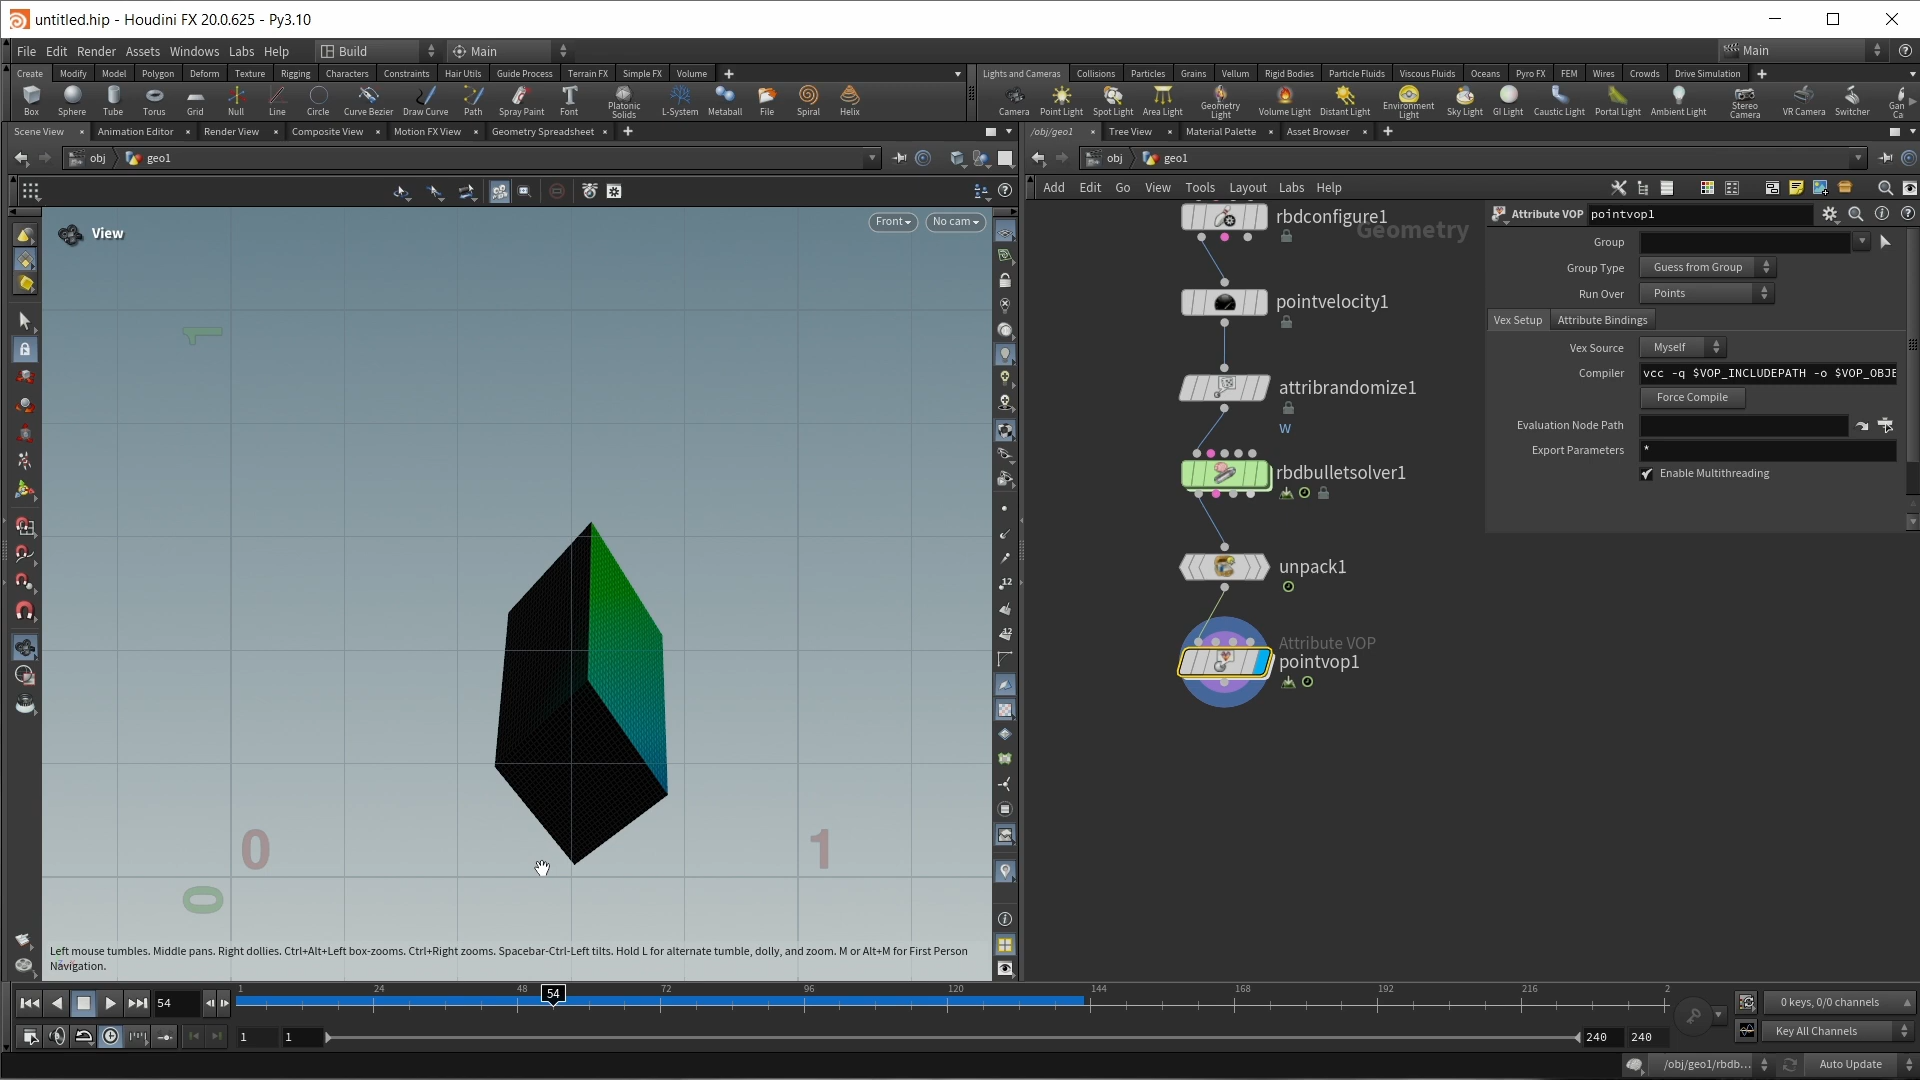 untitled.hip - Houdini FX 20.0.625 - Py3.10
File Edit Render Assets Windows Labs Help Build Main Main
Create Modify Model Polygon Deform Texture Rigging Characters Constraints Hair Utils Guide Process Terrain FX Simple FX Volume
Lights and Cameras Collisions Particles Grains Vellum Rigid Bodies Particle Fluids Viscous Fluids Oceans Pyro FX FEM Wires Crowds Drive Simulation
Box Sphere Tube Torus Grid Null Line Circle Curve Bezier Draw Curve Path Spray Paint Font Platonic Solids L-System Metaball File Spiral Helix
Camera Point Light Spot Light Area Light Geometry Light Volume Light Distant Light Environment Light Sky Light GI Light Caustic Light Portal Light Ambient Light Stereo Camera VR Camera Switcher Gan Ca
Scene View Animation Editor Render View Composite View Motion FX View Geometry Spreadsheet
/obj/geo1 Tree View Material Palette Asset Browser
obj geo1
obj geo1
Add Edit Go View Tools Layout Labs Help
View
Front No cam
1
0
1
0
Left mouse tumbles. Middle pans. Right dollies. Ctrl+Alt+Left box-zooms. Ctrl+Right zooms. Spacebar-Ctrl-Left tilts. Hold L for alternate tumble, dolly, and zoom. M or Alt+M for First Person
Navigation.
12
12
Geometry
rbdconfigure1
pointvelocity1
attribrandomize1
w
rbdbulletsolver1
unpack1
Attribute VOP
pointvop1
Attribute VOP pointvop1
Group
Group Type Guess from Group
Run Over Points
Vex Setup Attribute Bindings
Vex Source Myself
Compiler vcc -q $VOP_INCLUDEPATH -o $VOP_OBJE
Force Compile
Evaluation Node Path
Export Parameters *
Enable Multithreading
54
1 24 48 54 72 96 120 144 168 192 216 2
0 keys, 0/0 channels
1 1 240 240
Key All Channels
/obj/geo1/rbdb... Auto Update